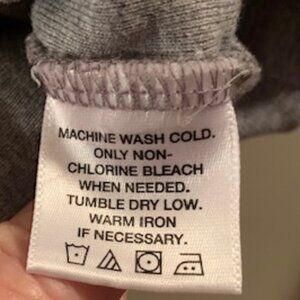 MACHINE WASH COLD.
ONLY NON-
CHLORINE BLEACH
WHEN NEEDED.
TUMBLE DRY LOW.
WARM IRON
IF NECESSARY.